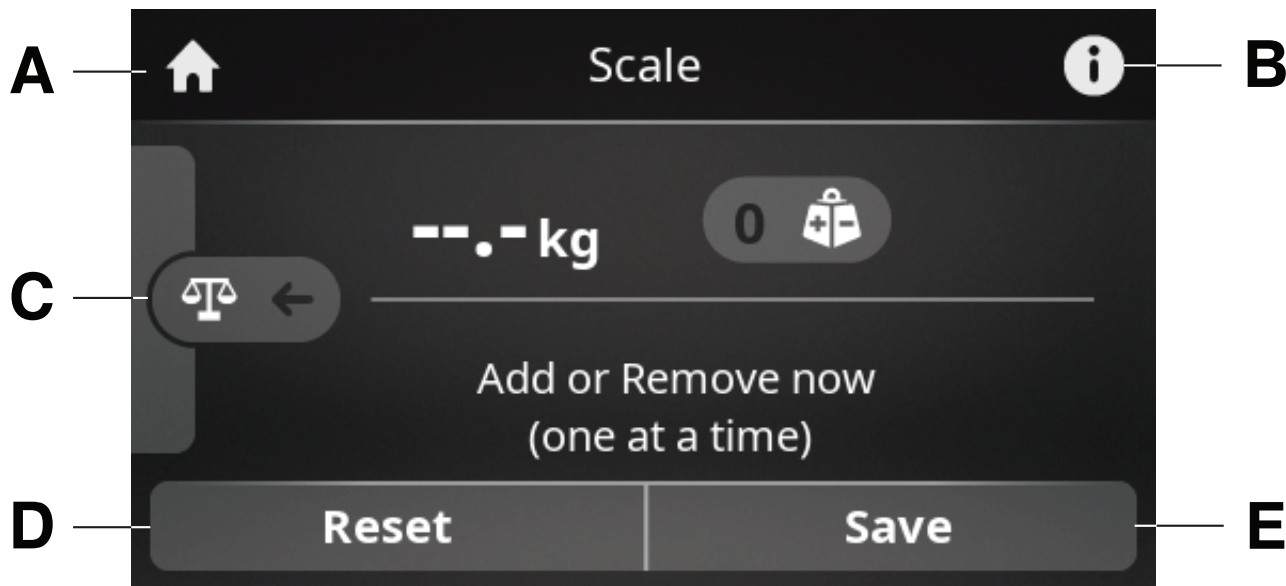 A
Scale
B
--.- kg
0
C
Add or Remove now
(one at a time)
D
Reset
Save
E